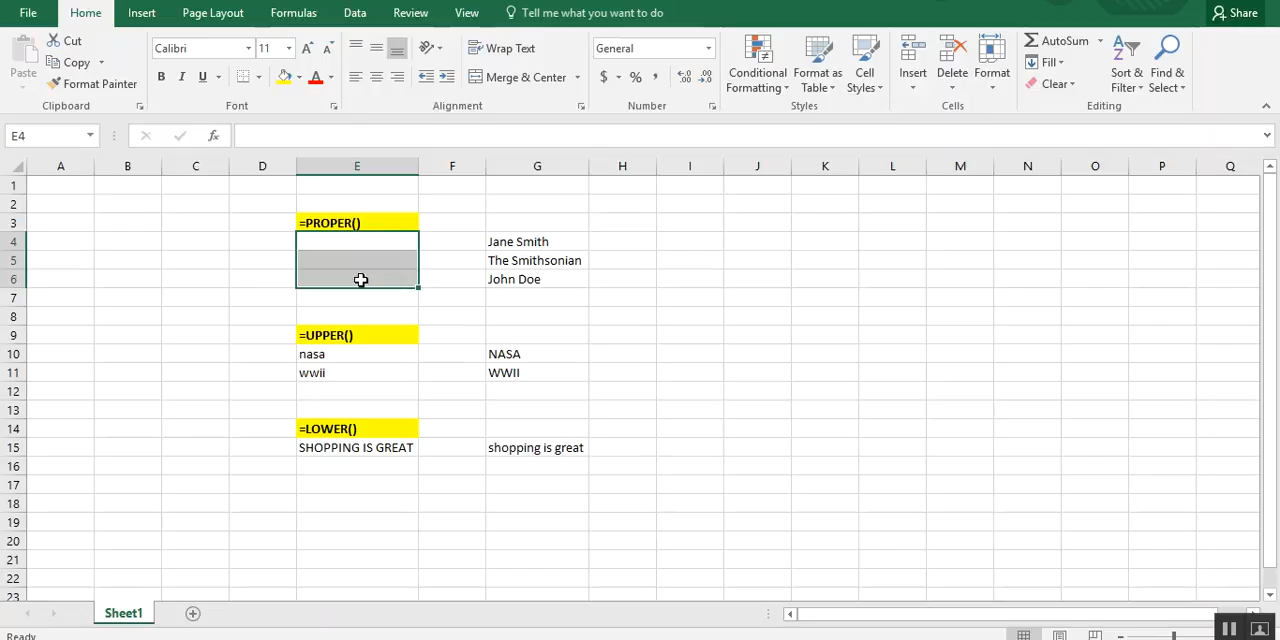 File Home Insert Page Layout Formulas Data Review View Tell me what you want to do Share
Paste Cut Copy Format Painter
Calibri 11 Wrap Text General
B I U Merge & Center $ % ,
Conditional Formatting Format as Table Cell Styles
Insert Delete Format
AutoSum Fill Clear
Sort & Filter Find & Select
Clipboard Font Alignment Number Styles Cells Editing
E4 fx
A B C D E F G H I J K L M N O P Q
1
2
3 =PROPER()
4 Jane Smith
5 The Smithsonian
6 John Doe
7
8
9 =UPPER()
10 nasa NASA
11 wwii WWII
12
13
14 =LOWER()
15 SHOPPING IS GREAT shopping is great
16
17
18
19
20
21
22
23
Sheet1
Ready